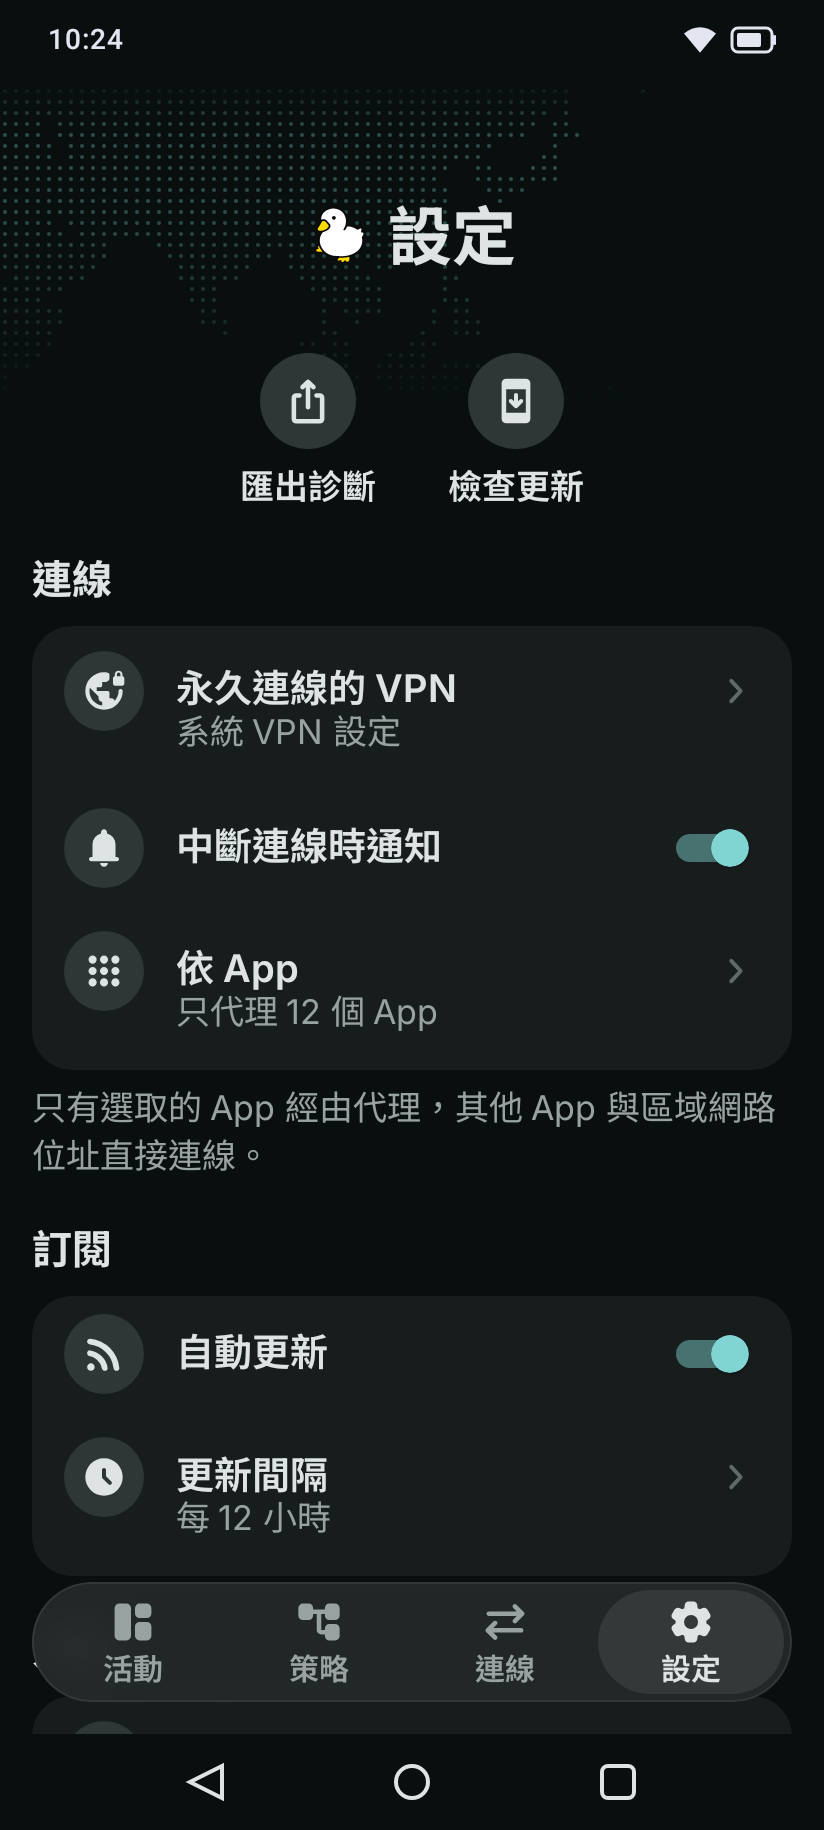 10:24
設定
匯出診斷
檢查更新
連線
永久連線的 VPN
系統 VPN 設定
中斷連線時通知
依 App
只代理 12 個 App
只有選取的 App 經由代理，其他 App 與區域網路
位址直接連線。
訂閱
自動更新
更新間隔
每 12 小時
活動
策略
連線
設定